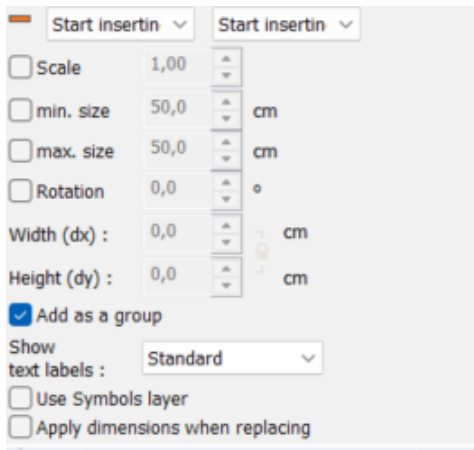 Start insertin Start insertin
Scale 1,00
min. size 50,0 cm
max. size 50,0 cm
Rotation 0,0 °
Width (dx) : 0,0 cm
Height (dy) : 0,0 cm
Add as a group
Show
text labels : Standard
Use Symbols layer
Apply dimensions when replacing